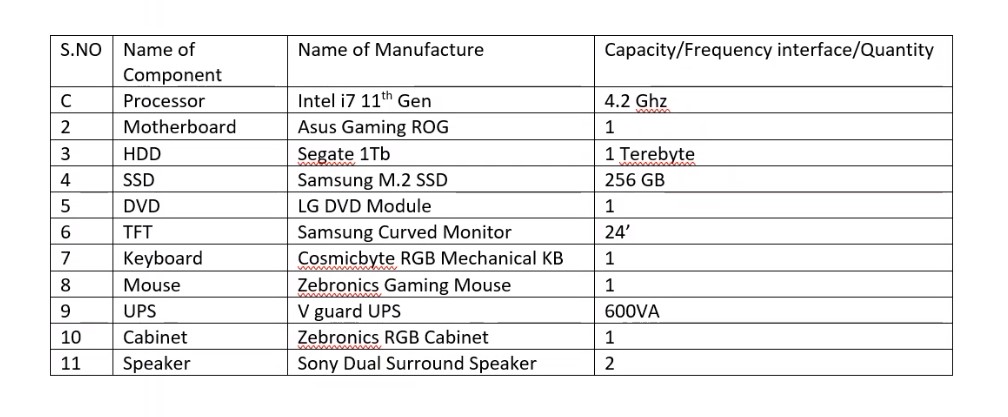 S.NO Name of Component Name of Manufacture Capacity/Frequency interface/Quantity
C Processor Intel i7 11th Gen 4.2 Ghz
2 Motherboard Asus Gaming ROG 1
3 HDD Segate 1Tb 1 Terebyte
4 SSD Samsung M.2 SSD 256 GB
5 DVD LG DVD Module 1
6 TFT Samsung Curved Monitor 24’
7 Keyboard Cosmicbyte RGB Mechanical KB 1
8 Mouse Zebronics Gaming Mouse 1
9 UPS V guard UPS 600VA
10 Cabinet Zebronics RGB Cabinet 1
11 Speaker Sony Dual Surround Speaker 2